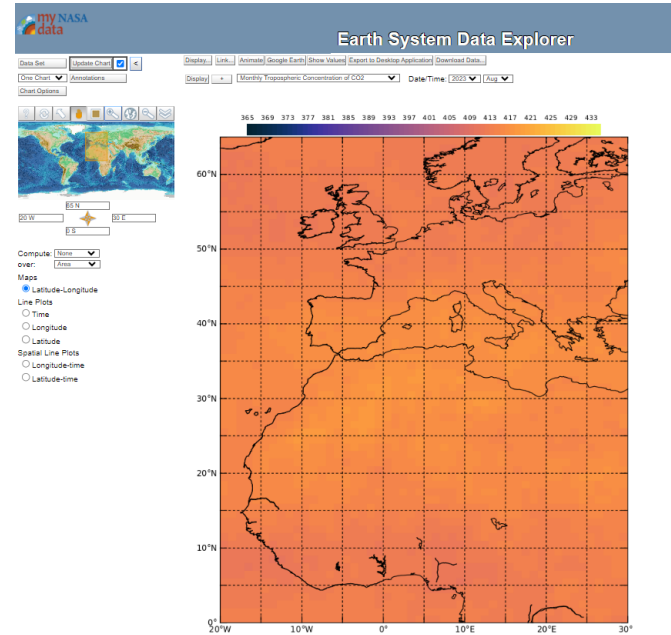 my NASA
data
Earth System Data Explorer
Data Set Update Chart <
Display... Link... Animate Google Earth Show Values Export to Desktop Application Download Data...
One Chart Annotations
Display + Monthly Tropospheric Concentration of CO2 Date/Time: 2023 Aug
Chart Options
365 369 373 377 381 385 389 393 397 401 405 409 413 417 421 425 429 433
65 N
20 W 30 E
0 S
Compute: None
over: Area
Maps
Latitude-Longitude
Line Plots
Time
Longitude
Latitude
Spatial Line Plots
Longitude-time
Latitude-time
60°N
50°N
40°N
30°N
20°N
10°N
0°
20°W 10°W 0° 10°E 20°E 30°